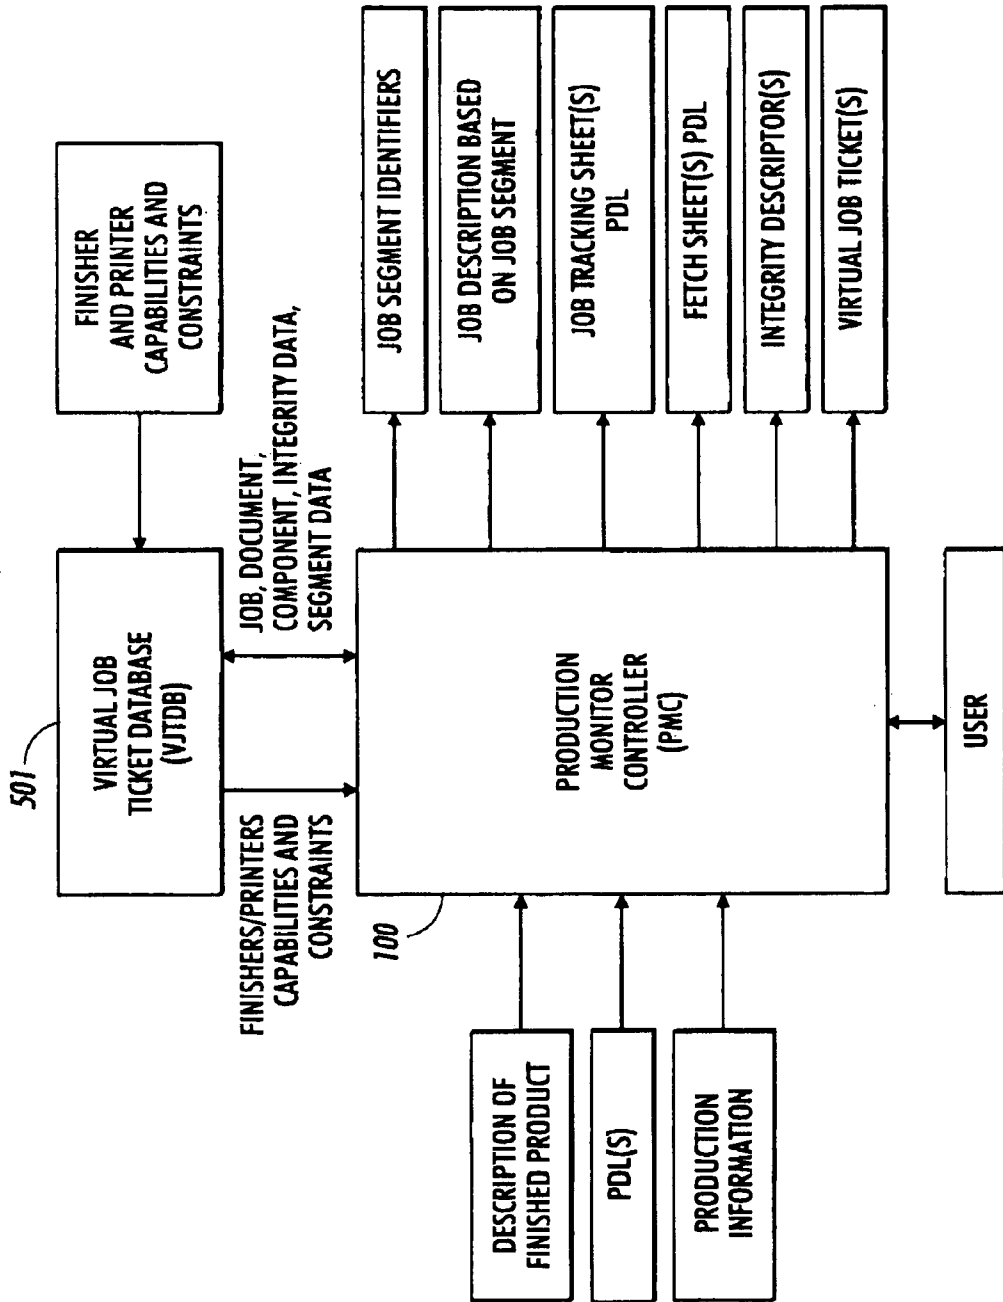 501
VIRTUAL JOB
TICKET DATABASE
(VJTDB)
FINISHER
AND PRINTER
CAPABILITIES AND
CONSTRAINTS
FINISHERS/PRINTERS
CAPABILITIES AND
CONSTRAINTS
JOB, DOCUMENT,
COMPONENT, INTEGRITY DATA,
SEGMENT DATA
100
DESCRIPTION OF
FINISHED PRODUCT
PDL(S)
PRODUCTION
INFORMATION
PRODUCTION
MONITOR
CONTROLLER
(PMC)
JOB SEGMENT IDENTIFIERS
JOB DESCRIPTION BASED
ON JOB SEGMENT
JOB TRACKING SHEET(S)
PDL
FETCH SHEET(S) PDL
INTEGRITY DESCRIPTOR(S)
VIRTUAL JOB TICKET(S)
USER